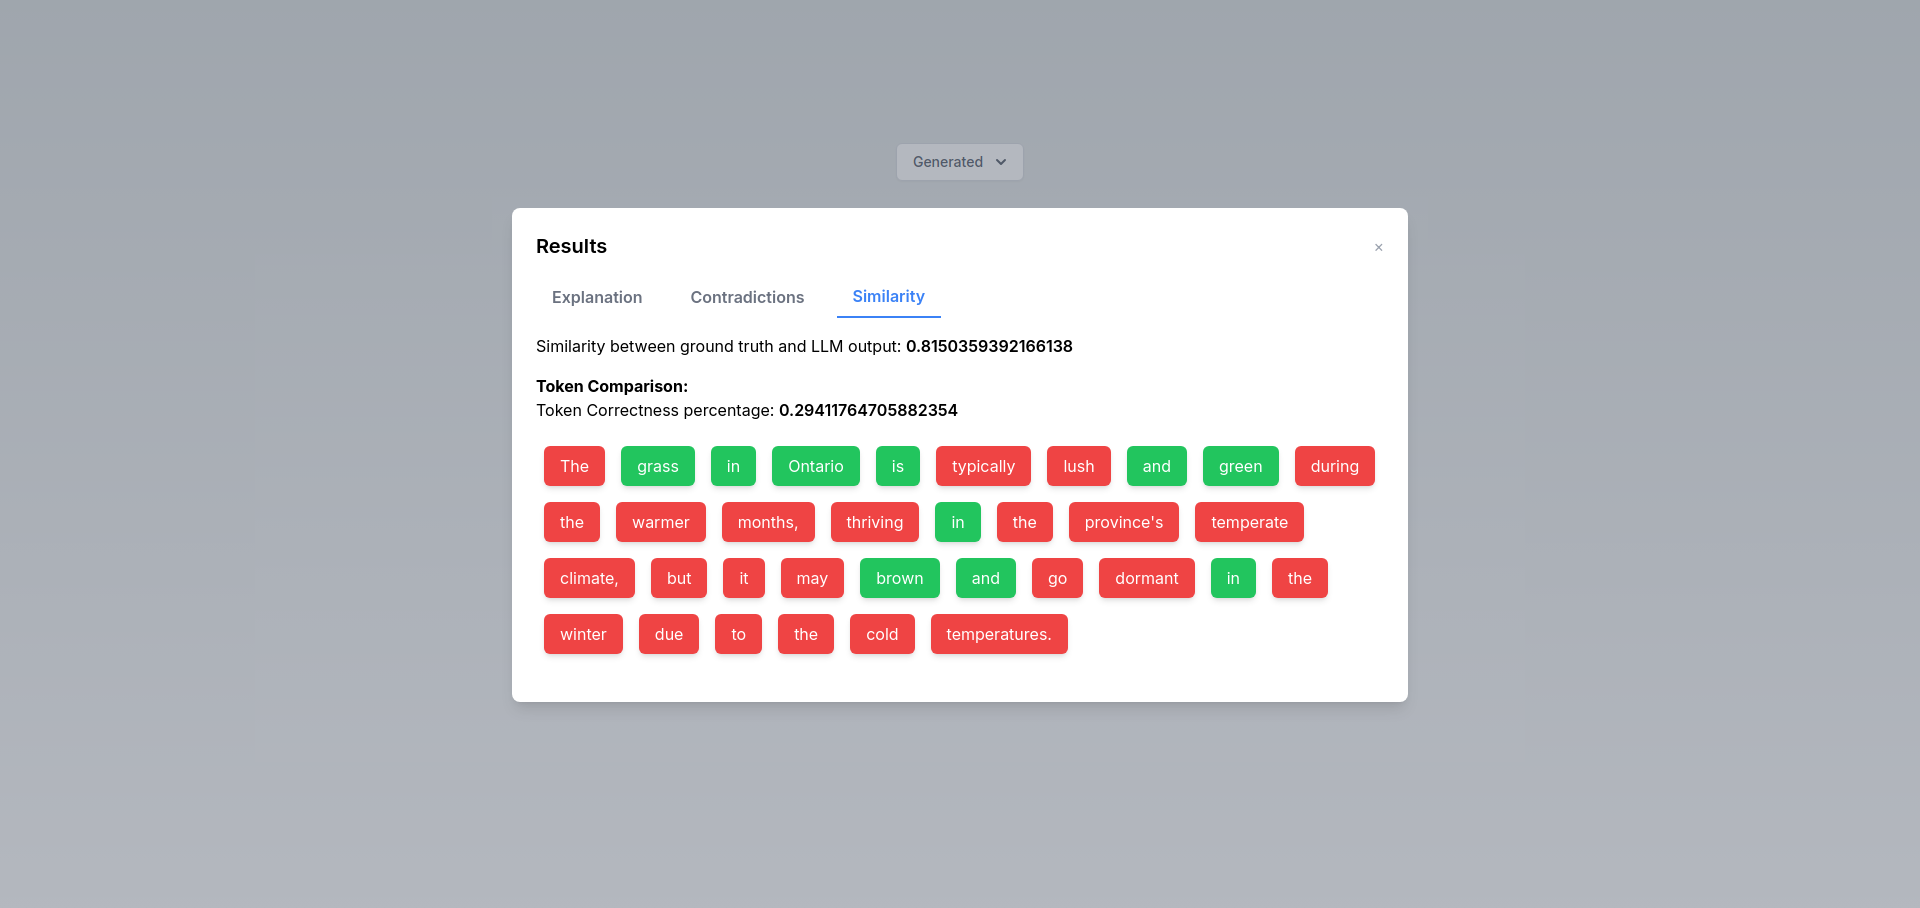 Generated
Results
×
Explanation Contradictions Similarity
Similarity between ground truth and LLM output: 0.8150359392166138
Token Comparison:
Token Correctness percentage: 0.29411764705882354
The grass in Ontario is typically lush and green during
the warmer months, thriving in the province's temperate
climate, but it may brown and go dormant in the
winter due to the cold temperatures.